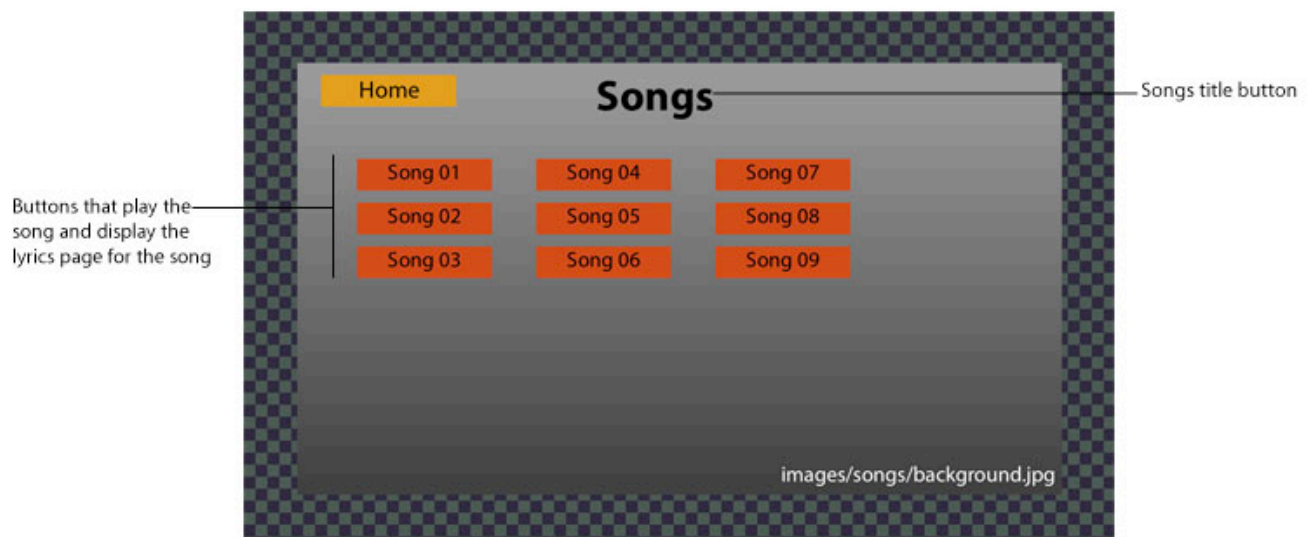 Home
Songs
Songs title button
Song 01
Song 04
Song 07
Buttons that play the
song and display the
lyrics page for the song
Song 02
Song 05
Song 08
Song 03
Song 06
Song 09
images/songs/background.jpg